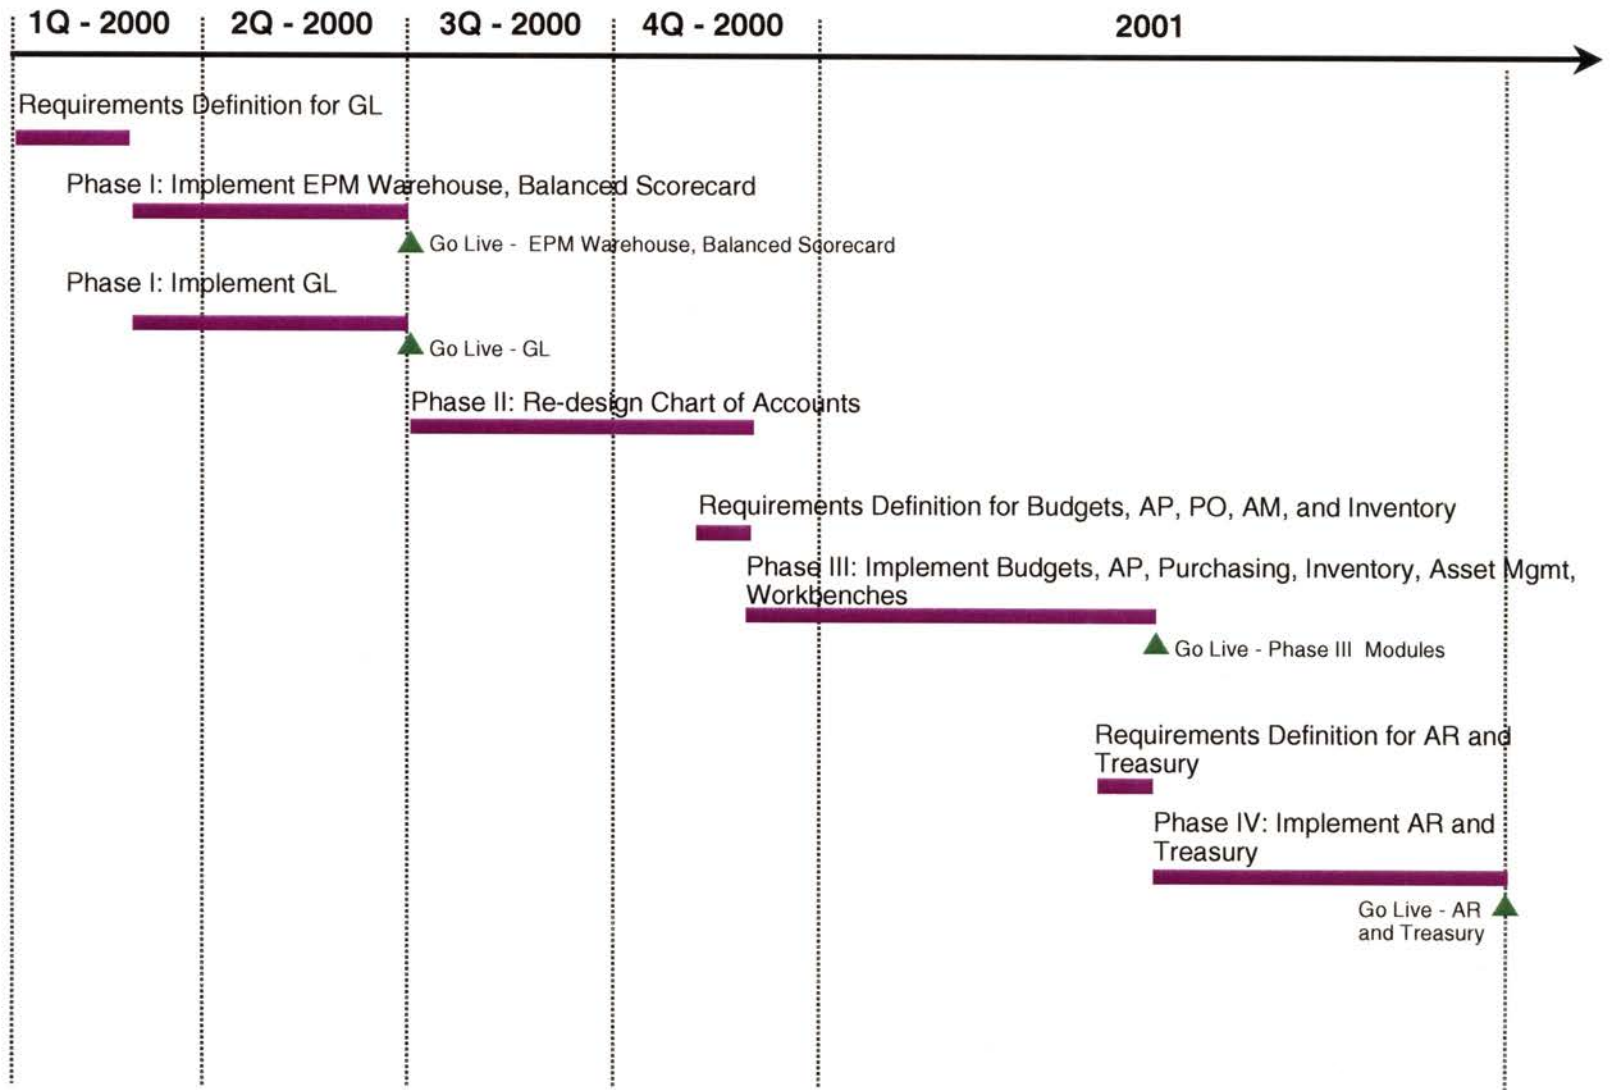 1Q - 2000 2Q - 2000 3Q - 2000 4Q - 2000 2001
Requirements Definition for GL
Phase I: Implement EPM Warehouse, Balanced Scorecard
Go Live - EPM Warehouse, Balanced Scorecard
Phase I: Implement GL
Go Live - GL
Phase II: Re-design Chart of Accounts
Requirements Definition for Budgets, AP, PO, AM, and Inventory
Phase III: Implement Budgets, AP, Purchasing, Inventory, Asset Mgmt,
Workbenches
Go Live - Phase III Modules
Requirements Definition for AR and
Treasury
Phase IV: Implement AR and
Treasury
Go Live - AR
and Treasury